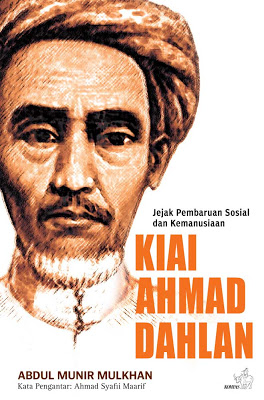 Jejak Pembaruan Sosial
dan Kemanusiaan
KIAI
AHMAD
DAHLAN
ABDUL MUNIR MULKHAN
Kata Pengantar: Ahmad Syafii Maarif